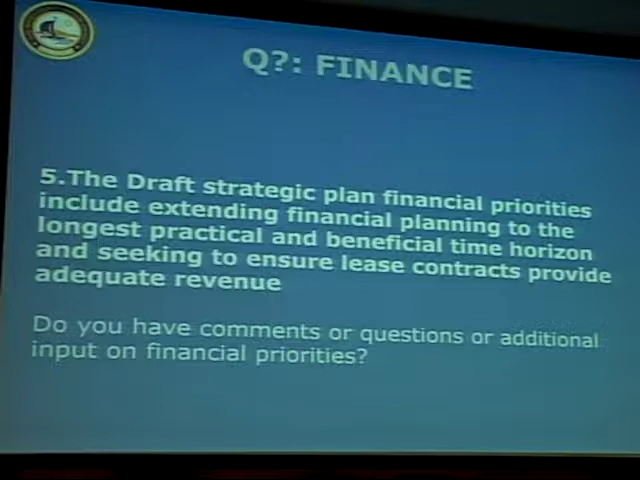 Q?: FINANCE
5.The Draft strategic plan financial priorities
include extending financial planning to the
longest practical and beneficial time horizon
and seeking to ensure lease contracts provide
adequate revenue
Do you have comments or questions or additional
input on financial priorities?